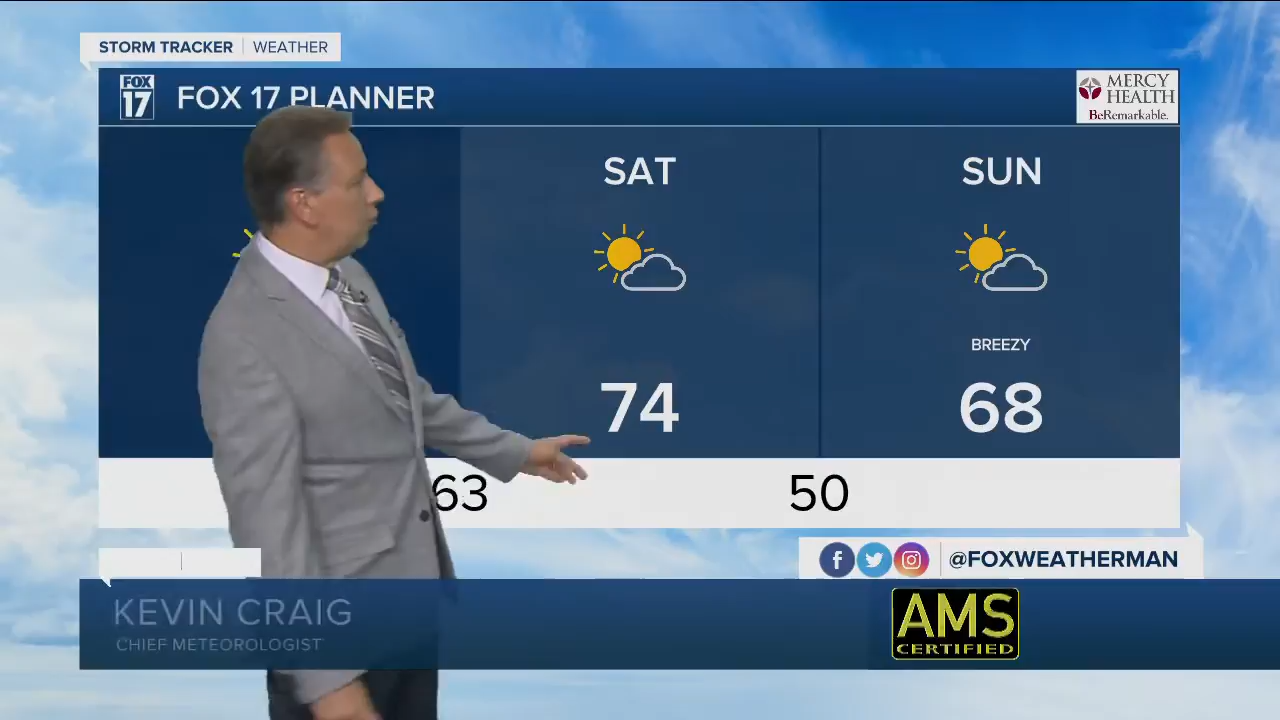 STORM TRACKER WEATHER
FOX
17
FOX 17 PLANNER
MERCY
HEALTH
BeRemarkable.
SAT
SUN
BREEZY
74
68
63
50
f @FOXWEATHERMAN
KEVIN CRAIG
CHIEF METEOROLOGIST
AMS
CERTIFIED